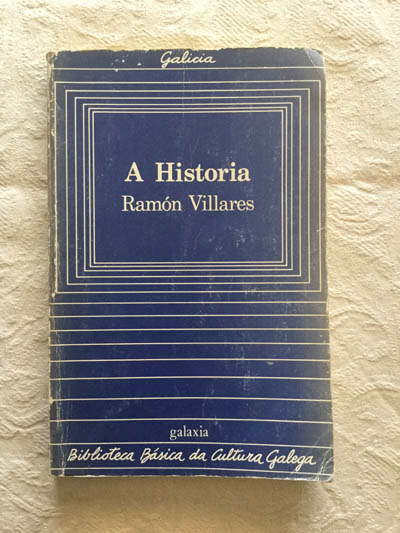 Galicia
A Historia
Ramón Villares
galaxia
Biblioteca Básica da Cultura Galega